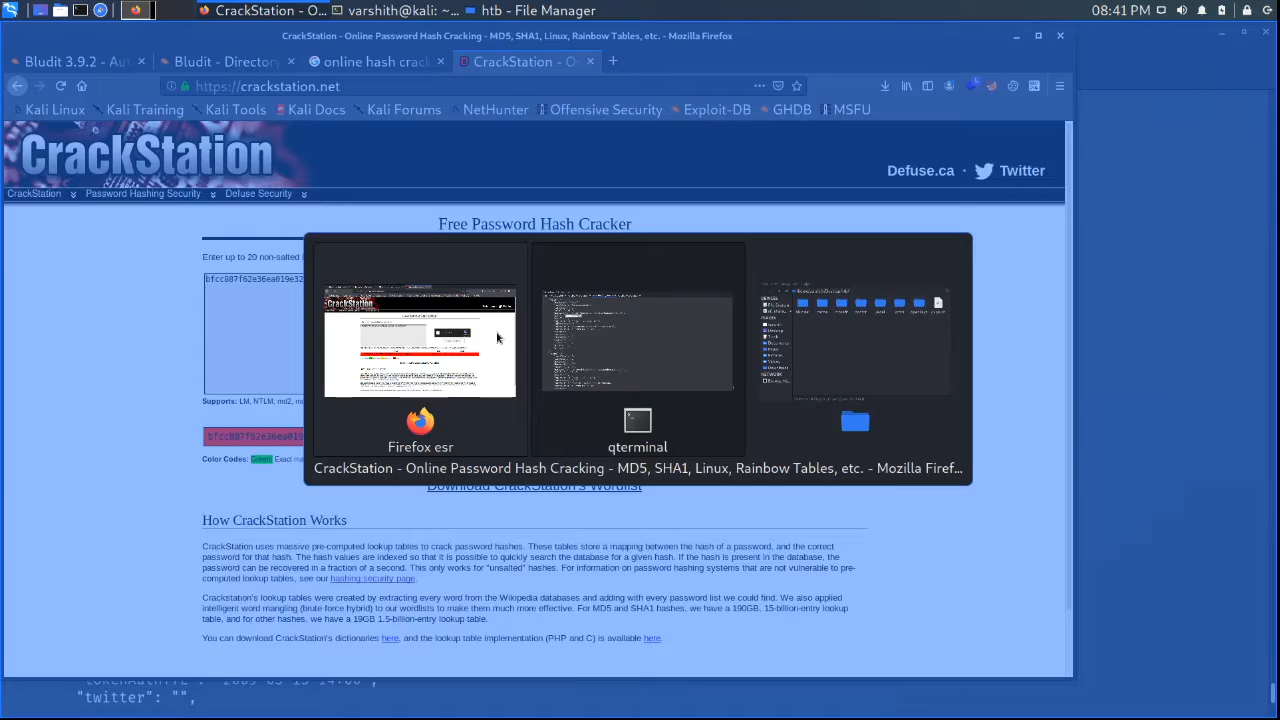 CrackStation - O...
varshith@kali: ~...
htb - File Manager
08:41 PM
CrackStation - Online Password Hash Cracking - MD5, SHA1, Linux, Rainbow Tables, etc. - Mozilla Firefox
Bludit 3.9.2 - Au
Bludit - Directory
online hash crac
CrackStation - O
https://crackstation.net
Kali Linux
Kali Training
Kali Tools
Kali Docs
Kali Forums
NetHunter
Offensive Security
Exploit-DB
GHDB
MSFU
CrackStation
Defuse.ca · Twitter
CrackStation
Password Hashing Security
Defuse Security
Free Password Hash Cracker
Enter up to 20 non-salted
bfcc887f62e36ea019e32
Supports: LM, NTLM, md2,
bfcc887f62e36ea019
Color Codes: Green Exact
Firefox esr
qterminal
CrackStation - Online Password Hash Cracking - MD5, SHA1, Linux, Rainbow Tables, etc. - Mozilla Firef...
Download CrackStation's Wordlist
How CrackStation Works
CrackStation uses massive pre-computed lookup tables to crack password hashes. These tables store a mapping between the hash of a password, and the correct
password for that hash. The hash values are indexed so that it is possible to quickly search the database for a given hash. If the hash is present in the database, the
password can be recovered in a fraction of a second. This only works for "unsalted" hashes. For information on password hashing systems that are not vulnerable to pre-
computed lookup tables, see our hashing security page.
Crackstation's lookup tables were created by extracting every word from the Wikipedia databases and adding with every password list we could find. We also applied
intelligent word mangling (brute force hybrid) to our wordlists to make them much more effective. For MD5 and SHA1 hashes, we have a 190GB, 15-billion-entry lookup
table, and for other hashes, we have a 19GB 1.5-billion-entry lookup table.
You can download CrackStation's dictionaries here, and the lookup table implementation (PHP and C) is available here.
"twitter": "",